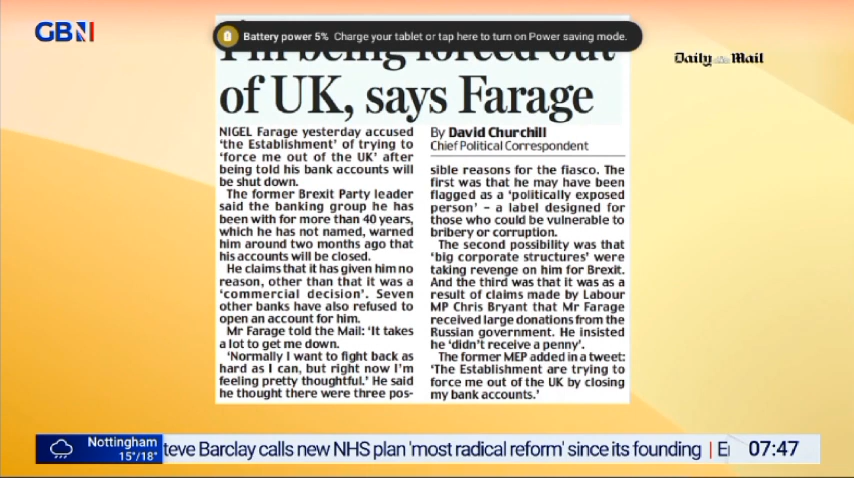 GBN
Battery power 5% Charge your tablet or tap here to turn on Power saving mode.
Daily Mail
I'm being forced out
of UK, says Farage
NIGEL Farage yesterday accused
'the Establishment' of trying to
'force me out of the UK' after
being told his bank accounts will
be shut down.
The former Brexit Party leader
said the banking group he has
been with for more than 40 years,
which he has not named, warned
him around two months ago that
his accounts will be closed.
He claims that it has given him no
reason, other than that it was a
'commercial decision'. Seven
other banks have also refused to
open an account for him.
Mr Farage told the Mail: 'It takes
a lot to get me down.
'Normally I want to fight back as
hard as I can, but right now I'm
feeling pretty thoughtful.' He said
he thought there were three pos-
By David Churchill
Chief Political Correspondent
sible reasons for the fiasco. The
first was that he may have been
flagged as a 'politically exposed
person' – a label designed for
those who could be vulnerable to
bribery or corruption.
The second possibility was that
'big corporate structures' were
taking revenge on him for Brexit.
And the third was that it was as a
result of claims made by Labour
MP Chris Bryant that Mr Farage
received large donations from the
Russian government. He insisted
he 'didn't receive a penny'.
The former MEP added in a tweet:
'The Establishment are trying to
force me out of the UK by closing
my bank accounts.'
Nottingham
15°/18°
teve Barclay calls new NHS plan 'most radical reform' since its founding | E
07:47